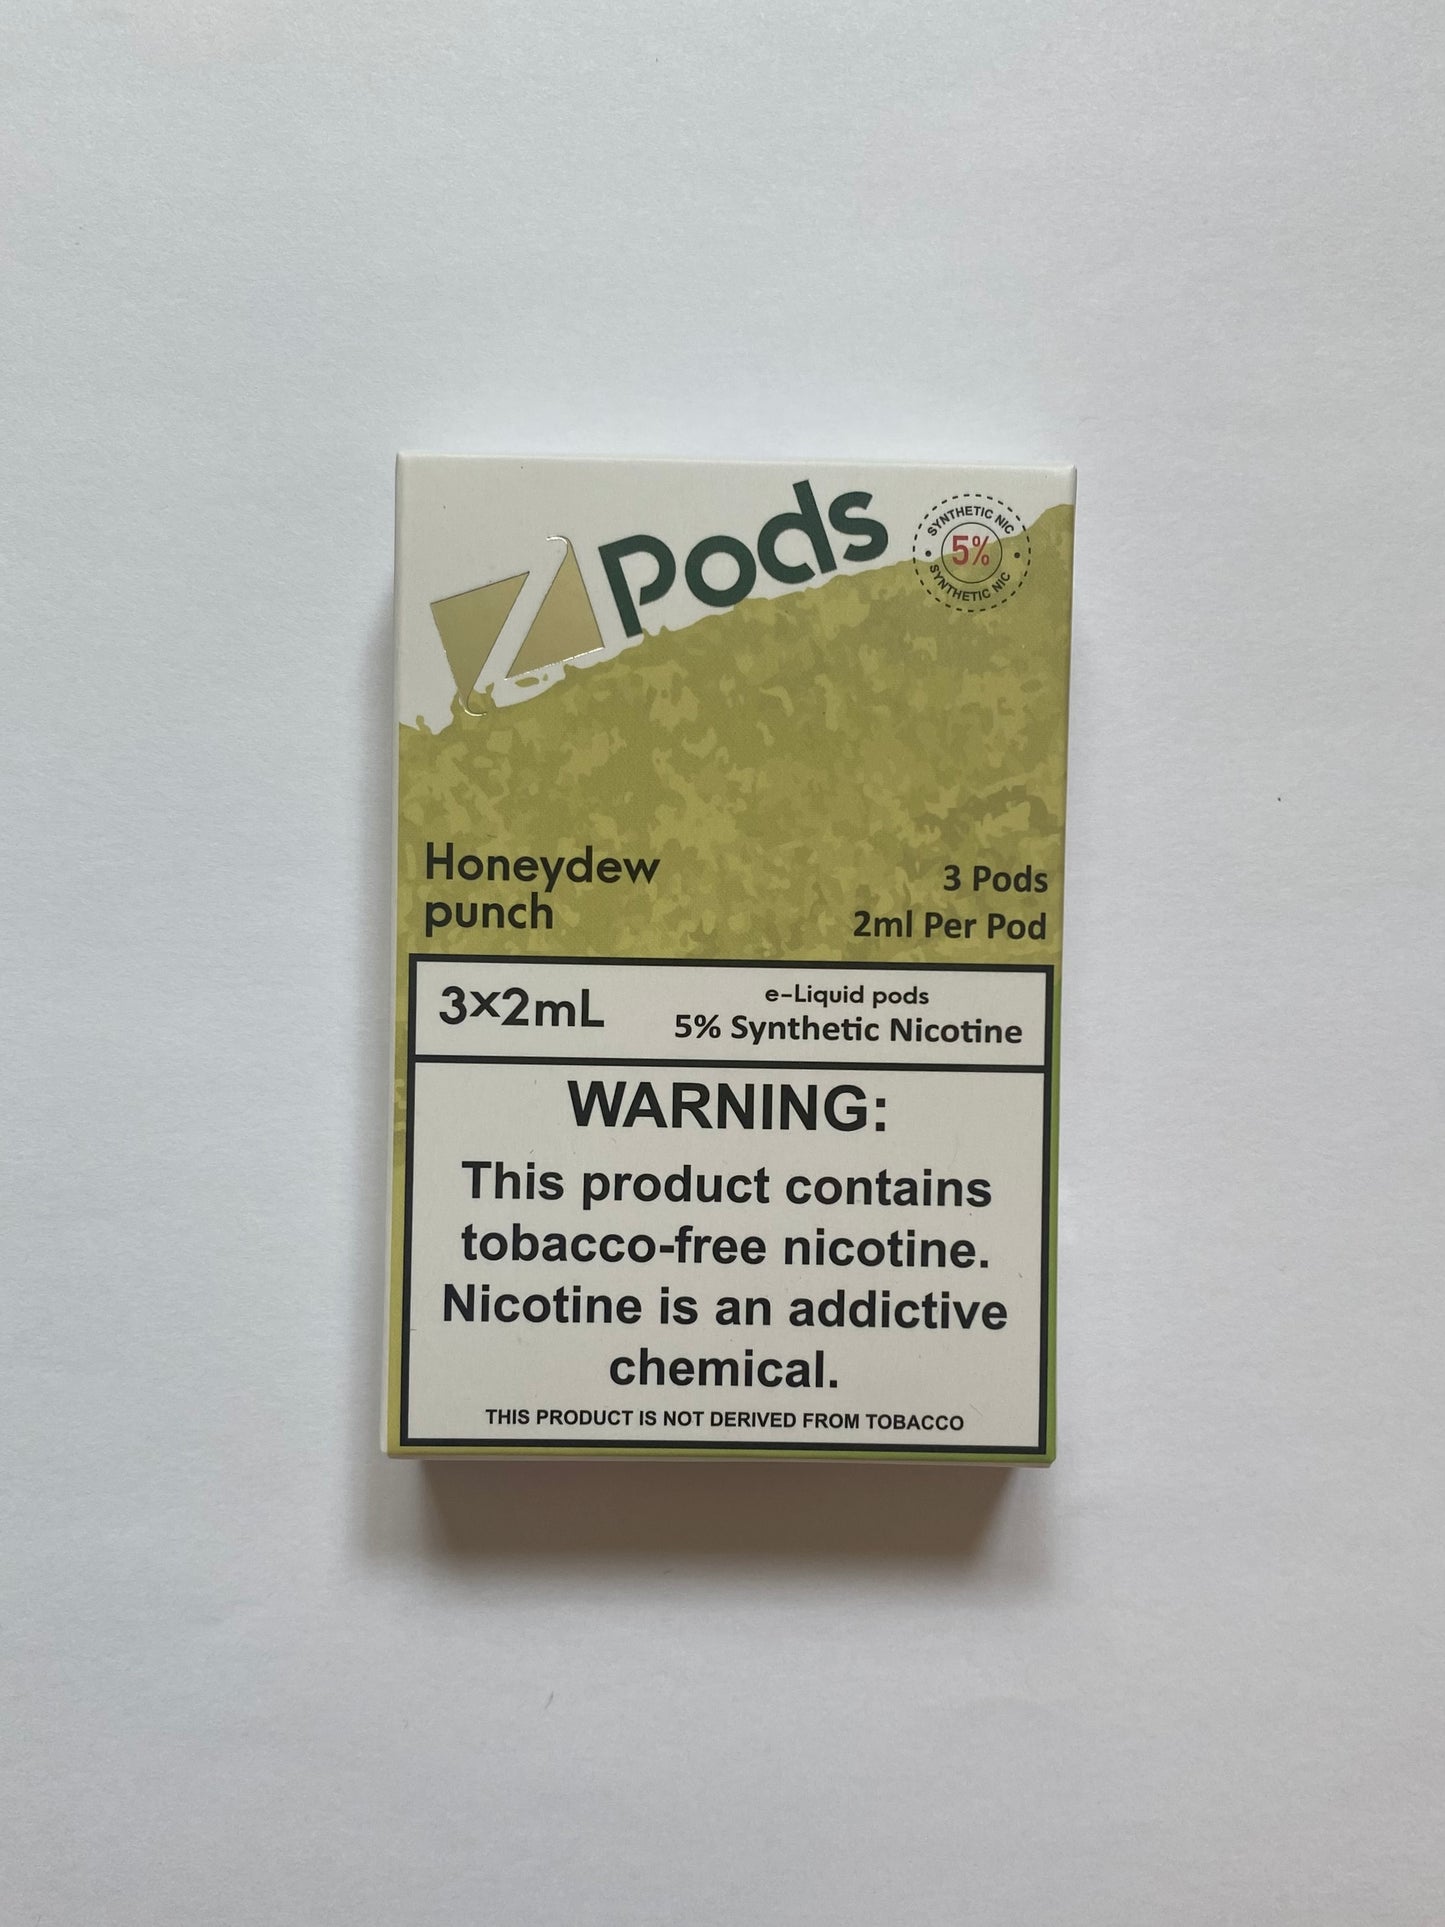 Z Pods
SYNTHETIC NIC
5%
SYNTHETIC NIC
Honeydew
punch
3 Pods
2ml Per Pod
3×2mL
e-Liquid pods
5% Synthetic Nicotine
WARNING:
This product contains
tobacco-free nicotine.
Nicotine is an addictive
chemical.
THIS PRODUCT IS NOT DERIVED FROM TOBACCO